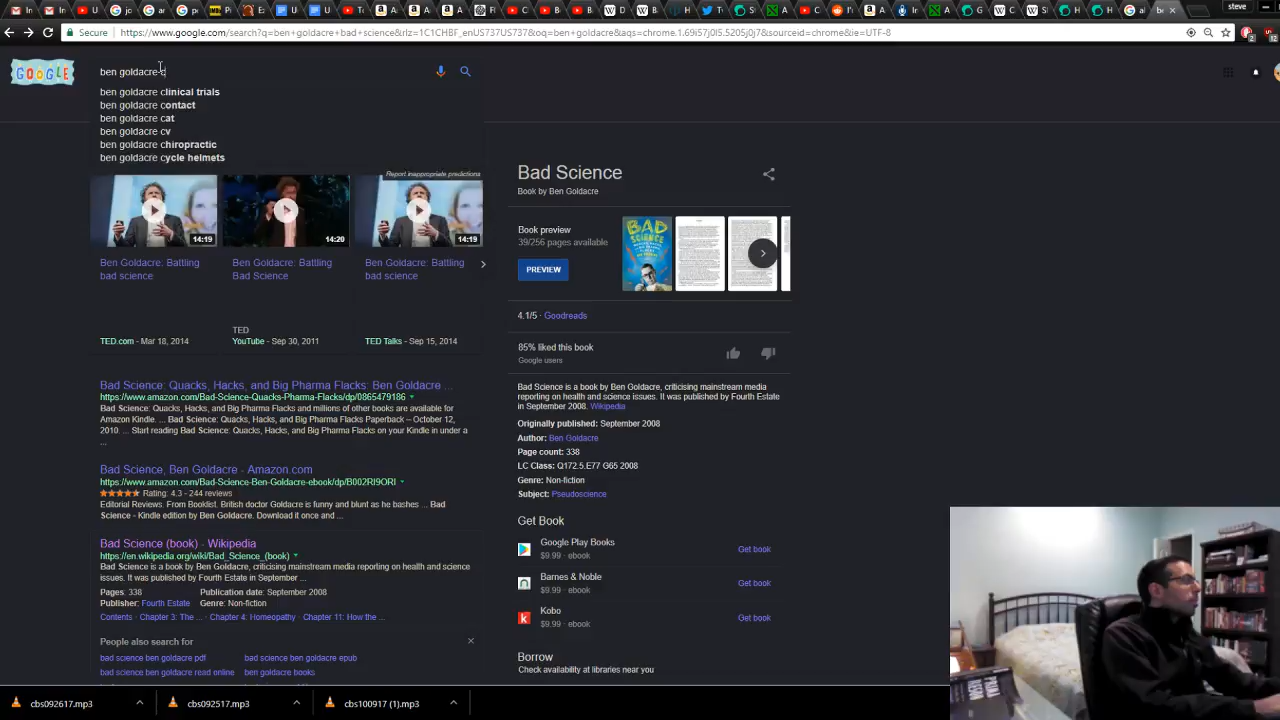 steve
Secure https://www.google.com/search?q=ben+goldacre+bad+science&rlz=1C1CHBF_enUS737US737&oq=ben+goldacre&aqs=chrome.1.69i57j0l5.5205j0j7&sourceid=chrome&ie=UTF-8
GOOGLE
ben goldacre c
ben goldacre clinical trials
ben goldacre contact
ben goldacre cat
ben goldacre cv
ben goldacre chiropractic
ben goldacre cycle helmets
Report inappropriate predictions
14:19
14:20
14:19
Ben Goldacre: Battling
bad science
Ben Goldacre: Battling
Bad Science
Ben Goldacre: Battling
bad science
TED
TED.com - Mar 18, 2014
YouTube - Sep 30, 2011
TED Talks - Sep 15, 2014
Bad Science: Quacks, Hacks, and Big Pharma Flacks: Ben Goldacre ...
https://www.amazon.com/Bad-Science-Quacks-Pharma-Flacks/dp/0865479186
Bad Science: Quacks, Hacks, and Big Pharma Flacks and millions of other books are available for
Amazon Kindle. ... Bad Science: Quacks, Hacks, and Big Pharma Flacks Paperback – October 12,
2010. ... Start reading Bad Science: Quacks, Hacks, and Big Pharma Flacks on your Kindle in under a
...
Bad Science, Ben Goldacre - Amazon.com
https://www.amazon.com/Bad-Science-Ben-Goldacre-ebook/dp/B002RI9ORI
Rating: 4.3 - 244 reviews
Editorial Reviews. From Booklist. British doctor Goldacre is funny and blunt as he bashes ... Bad
Science - Kindle edition by Ben Goldacre. Download it once and ...
Bad Science (book) - Wikipedia
https://en.wikipedia.org/wiki/Bad_Science_(book)
Bad Science is a book by Ben Goldacre, criticising mainstream media reporting on health and science
issues. It was published by Fourth Estate in September ...
Pages: 338 Publication date: September 2008
Publisher: Fourth Estate Genre: Non-fiction
Contents · Chapter 3: The ... · Chapter 4: Homeopathy · Chapter 11: How the ...
People also search for
bad science ben goldacre pdf
bad science ben goldacre epub
bad science ben goldacre read online
ben goldacre books
Bad Science
Book by Ben Goldacre
Book preview
39/256 pages available
PREVIEW
BAD
SCIENCE
4.1/5 · Goodreads
85% liked this book
Google users
Bad Science is a book by Ben Goldacre, criticising mainstream media
reporting on health and science issues. It was published by Fourth Estate
in September 2008. Wikipedia
Originally published: September 2008
Author: Ben Goldacre
Page count: 338
LC Class: Q172.5.E77 G65 2008
Genre: Non-fiction
Subject: Pseudoscience
Get Book
Google Play Books
$9.99 · ebook
Get book
Barnes & Noble
$9.99 · ebook
Get book
Kobo
$9.99 · ebook
Get book
Borrow
Check availability at libraries near you
cbs092617.mp3
cbs092517.mp3
cbs100917 (1).mp3